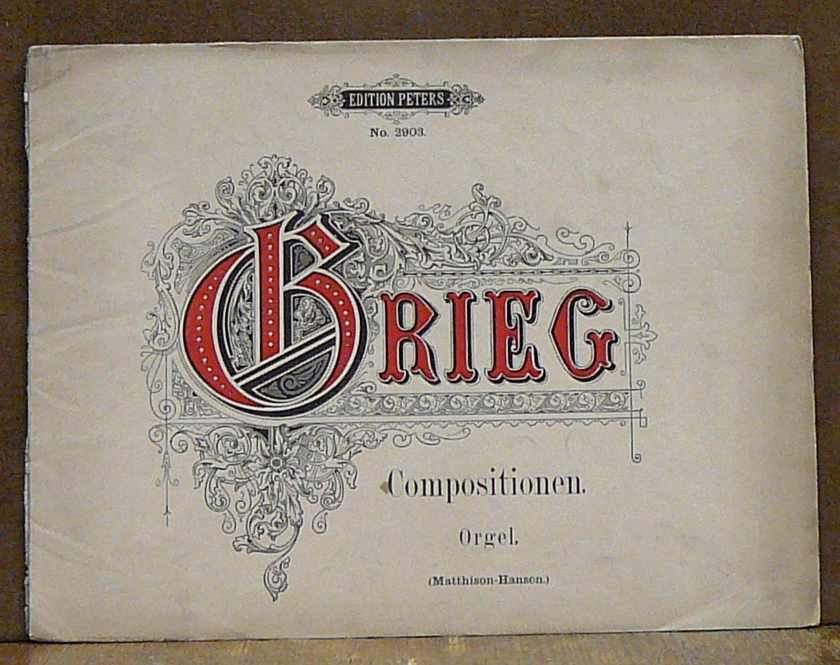 EDITION PETERS
No. 2903.
GRIEG
Compositionen.
Orgel.
(Matthison-Hansen.)